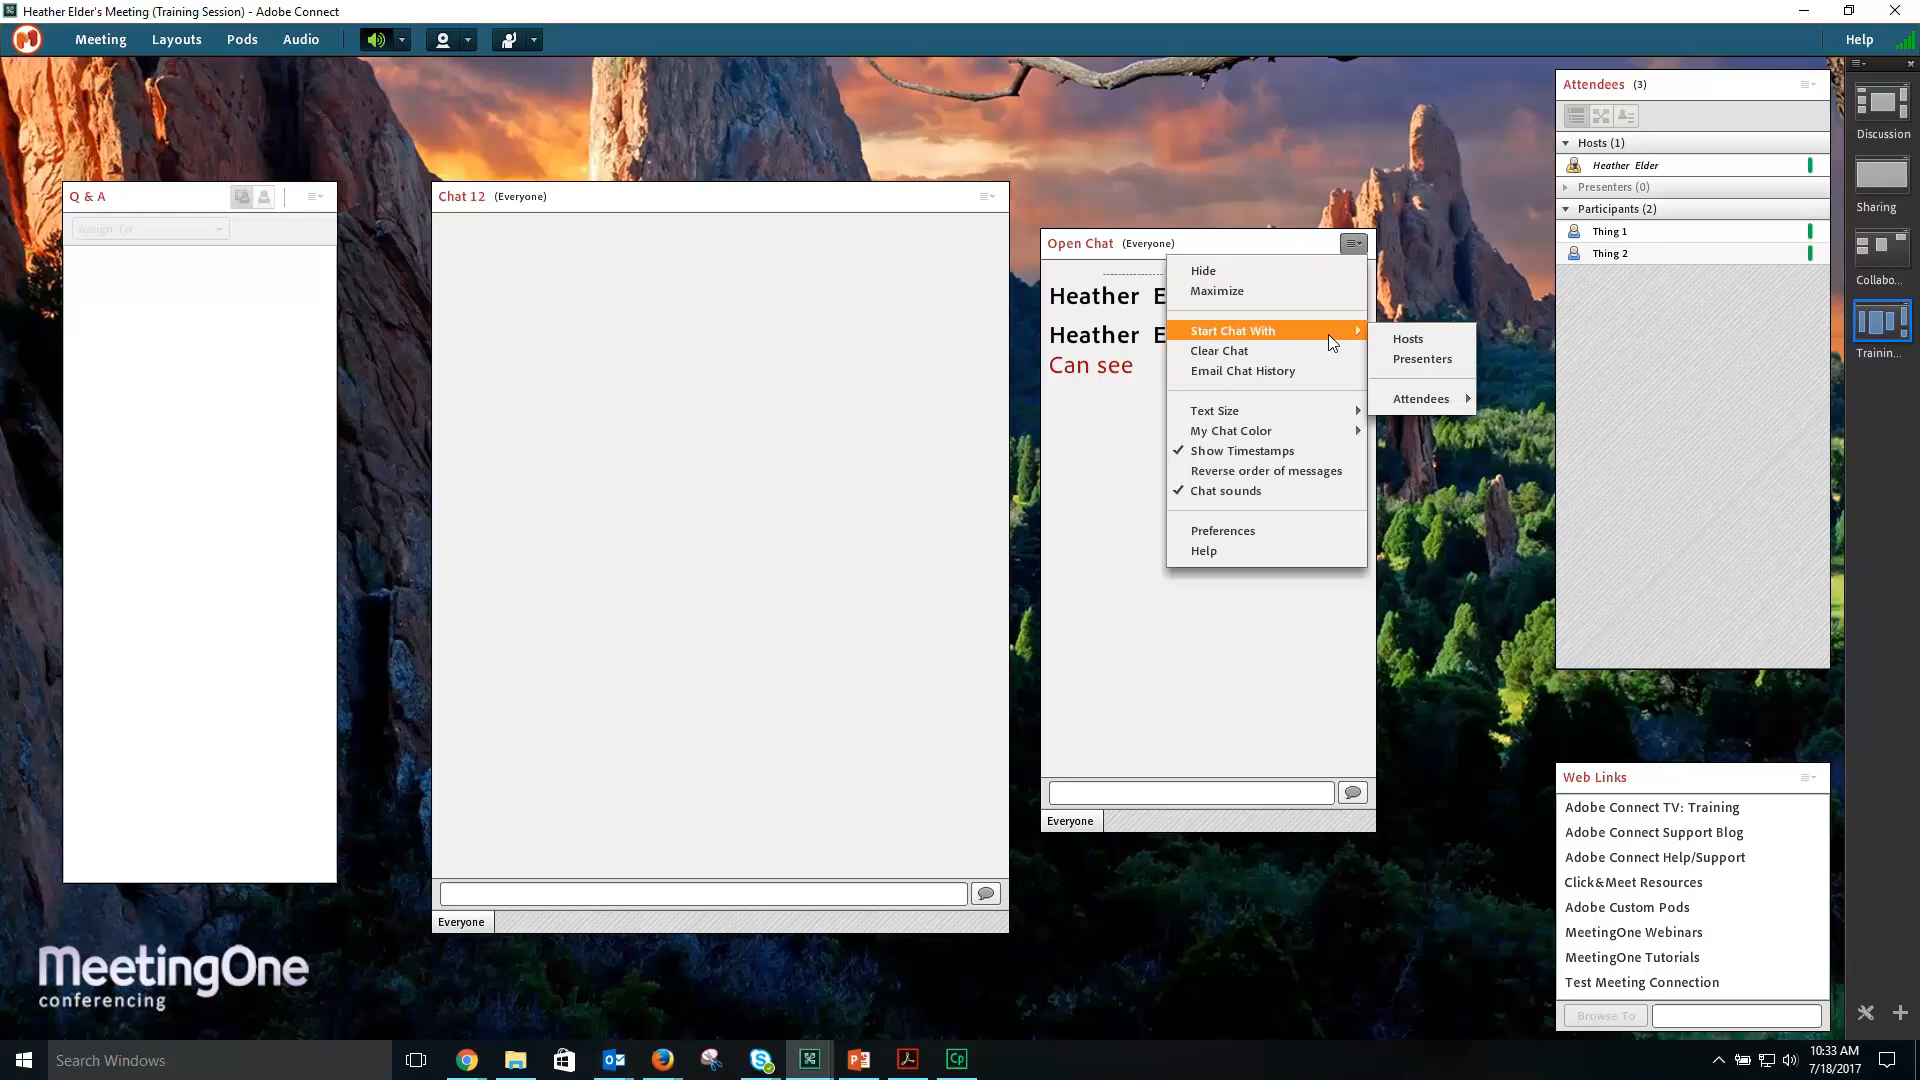 Heather Elder's Meeting (Training Session) - Adobe Connect
Meeting Layouts Pods Audio
Help
Q & A
Assign To
Chat 12 (Everyone)
Everyone
Open Chat (Everyone)
Heather E
Heather E
Can see
Everyone
Hide
Maximize
Start Chat With
Clear Chat
Email Chat History
Text Size
My Chat Color
Show Timestamps
Reverse order of messages
Chat sounds
Preferences
Help
Hosts
Presenters
Attendees
Attendees (3)
Hosts (1)
Heather Elder
Presenters (0)
Participants (2)
Thing 1
Thing 2
Web Links
Adobe Connect TV: Training
Adobe Connect Support Blog
Adobe Connect Help/Support
Click&Meet Resources
Adobe Custom Pods
MeetingOne Webinars
MeetingOne Tutorials
Test Meeting Connection
Browse To
Discussion
Sharing
Collabo...
Trainin...
MeetingOne
conferencing
Search Windows
10:33 AM
7/18/2017